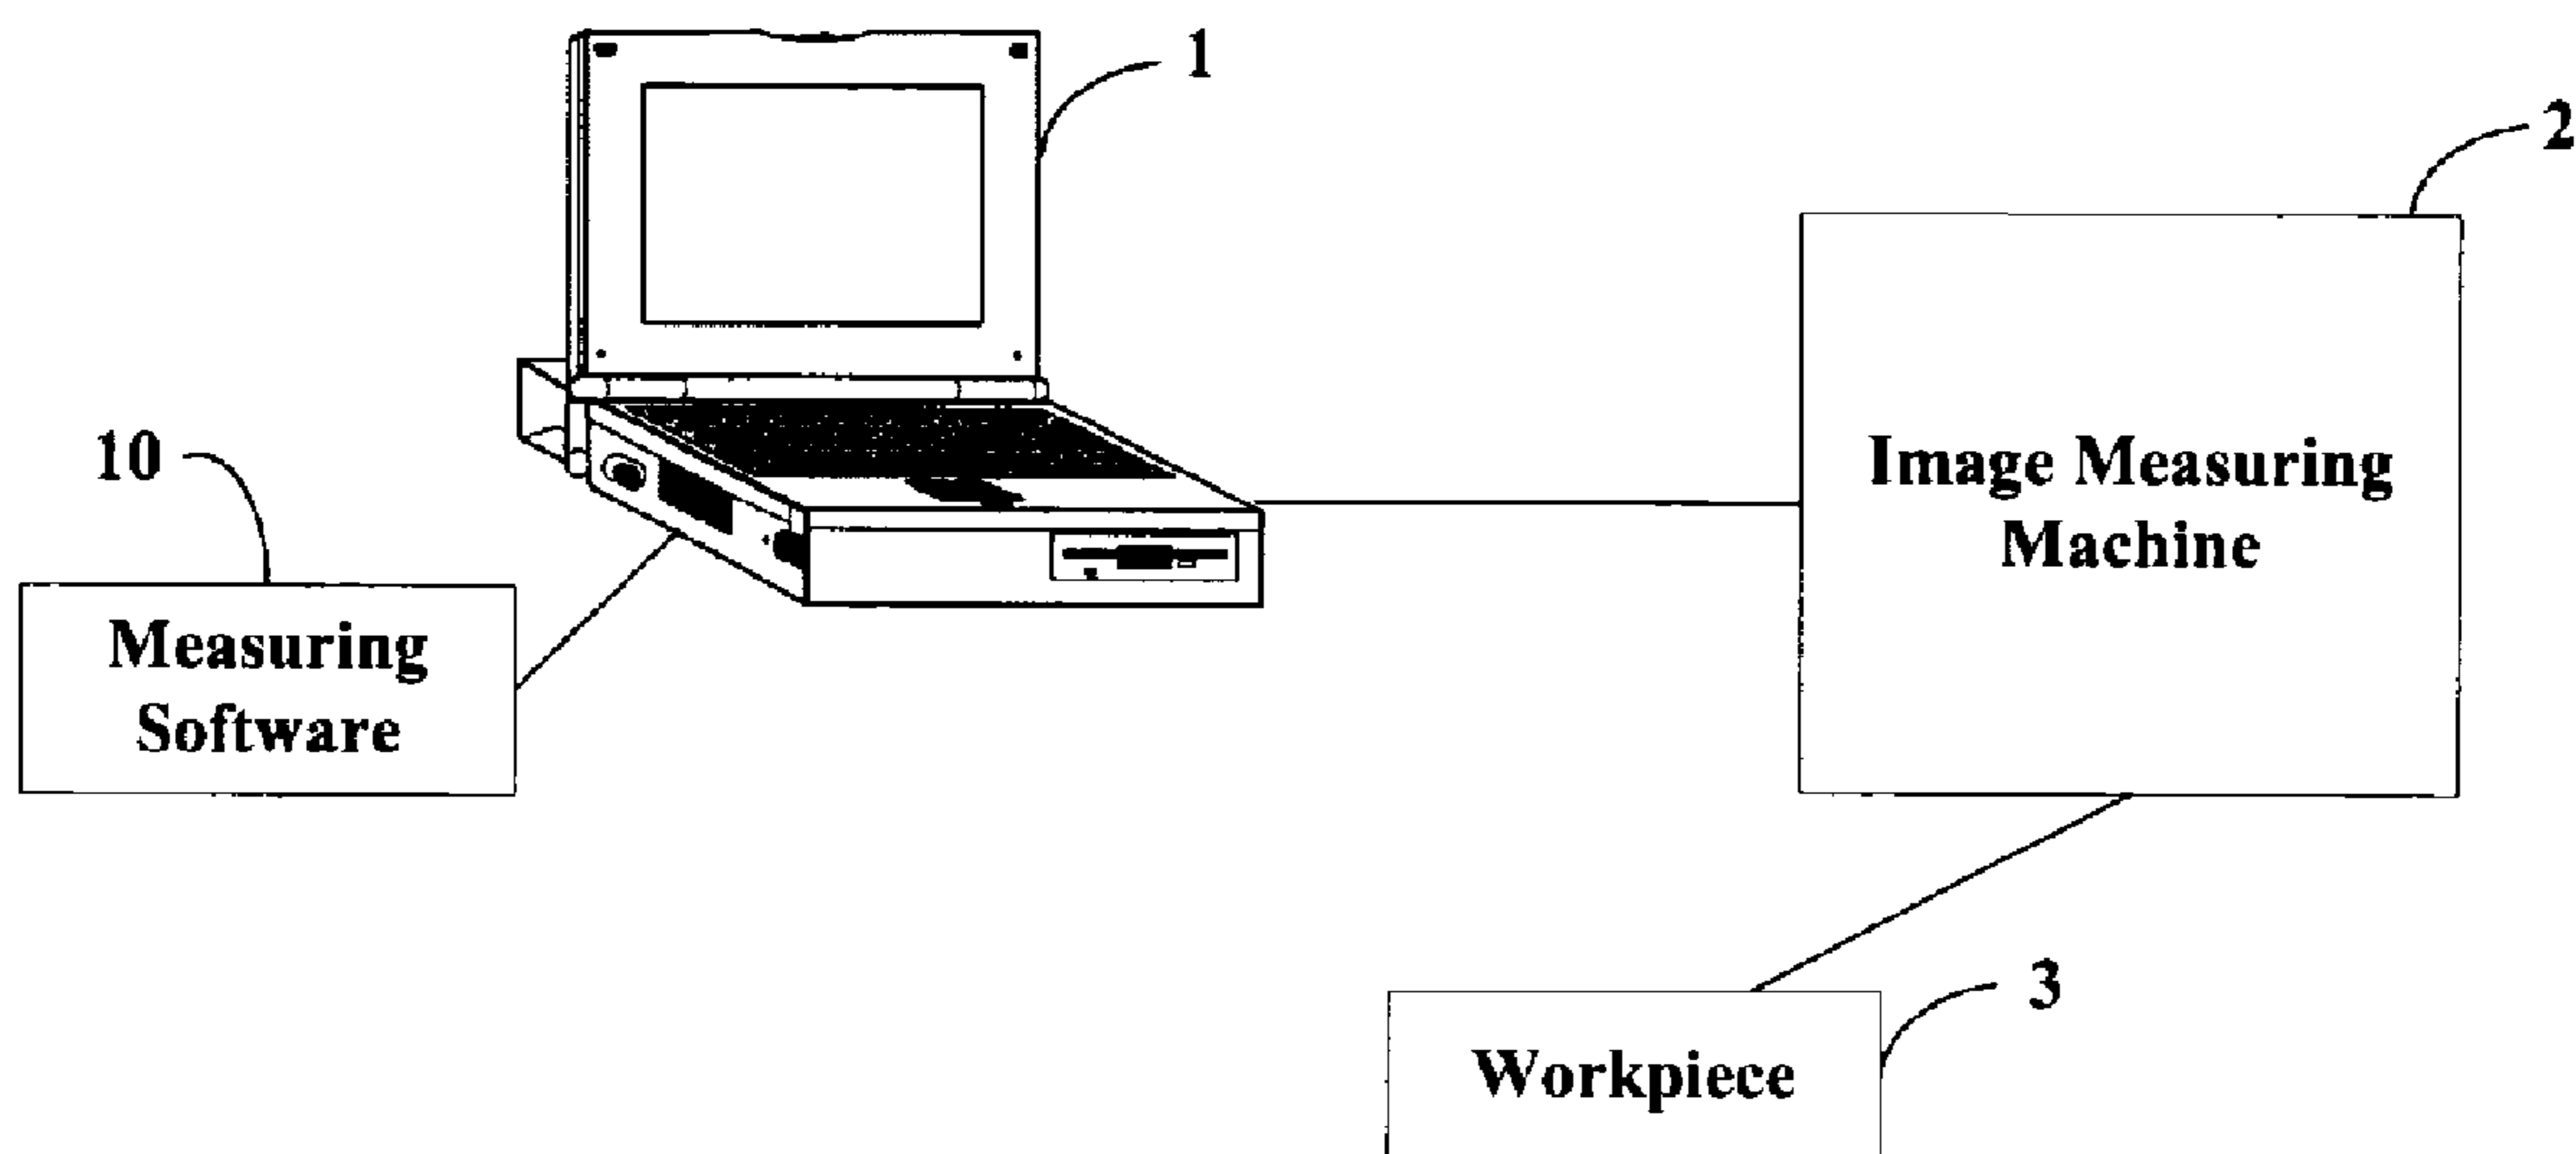 1
2
10
Image Measuring
Machine
Measuring
Software
3
Workpiece